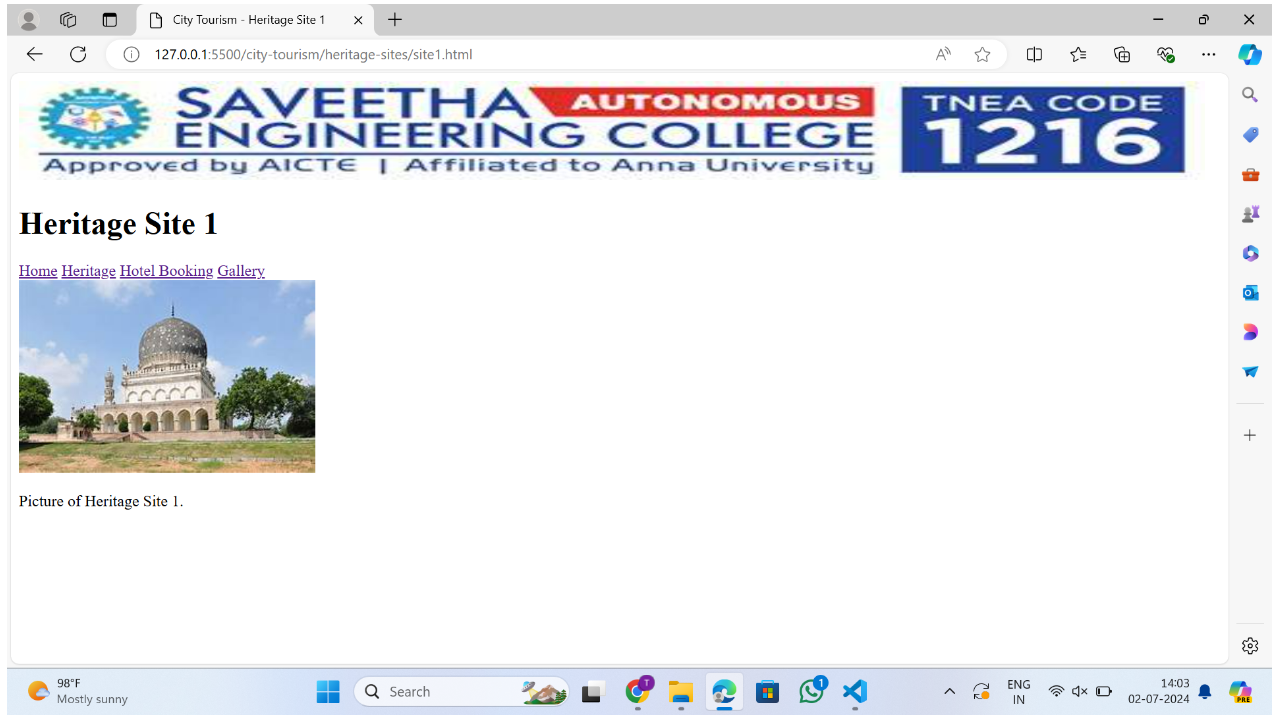 City Tourism - Heritage Site 1
127.0.0.1:5500/city-tourism/heritage-sites/site1.html
SAVEETHA AUTONOMOUS
ENGINEERING COLLEGE
Approved by AICTE | Affiliated to Anna University
TNEA CODE
1216
Heritage Site 1
Home Heritage Hotel Booking Gallery
Picture of Heritage Site 1.
98°F
Mostly sunny
Search
T
1
ENG
IN
14:03
02-07-2024
PRE